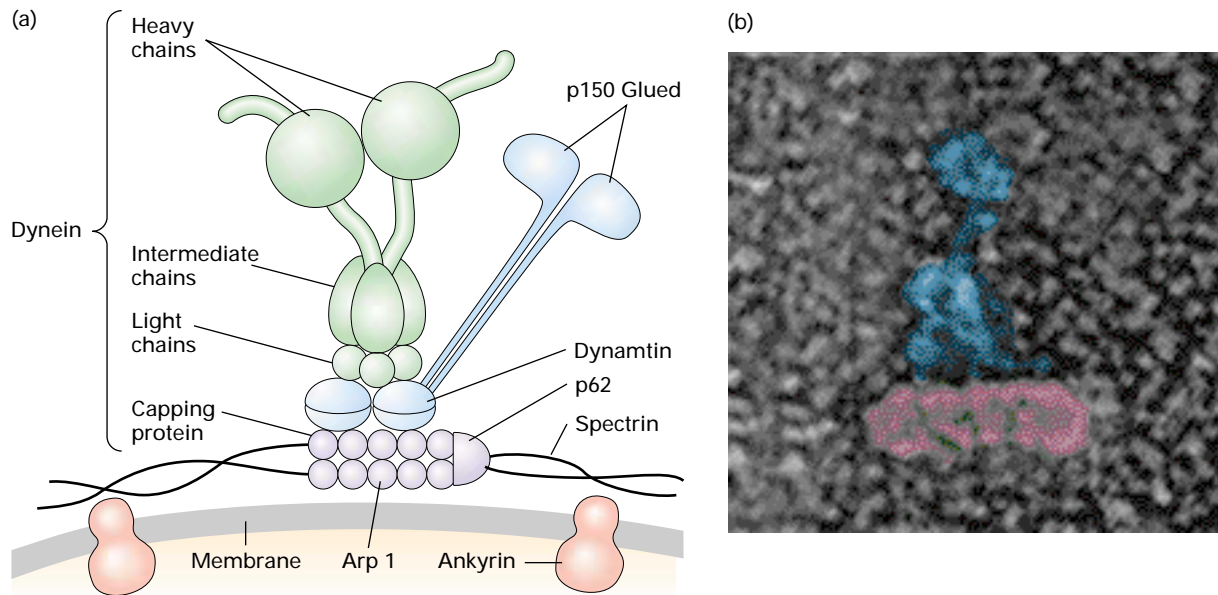 (a)
Heavy
chains
p150 Glued
Dynein
Intermediate
chains
Light
chains
Dynamtin
p62
Capping
protein
Spectrin
Membrane
Arp 1
Ankyrin
(b)